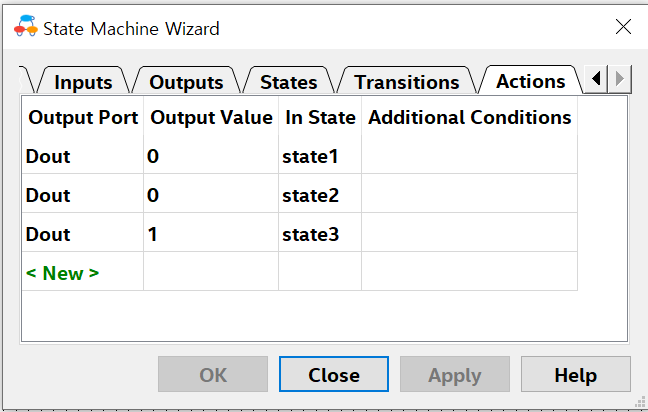 State Machine Wizard
Inputs Outputs States Transitions Actions
Output Port Output Value In State Additional Conditions
Dout 0 state1
Dout 0 state2
Dout 1 state3
< New >
OK Close Apply Help